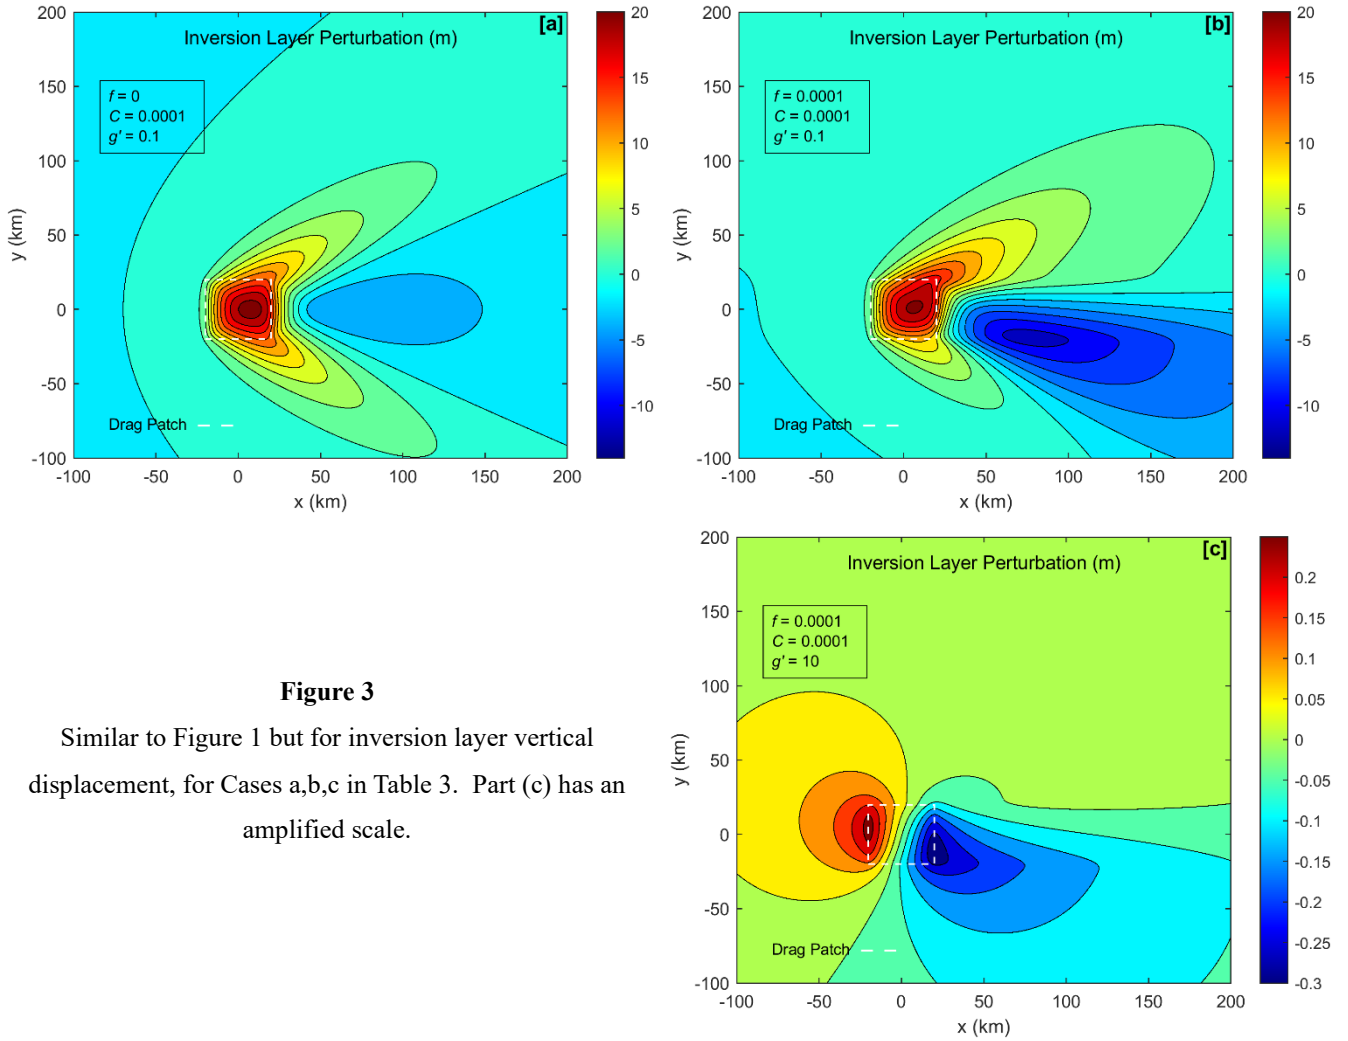 [a]
Inversion Layer Perturbation (m)
f = 0
C = 0.0001
g' = 0.1
Drag Patch
200
150
100
50
0
-50
-100
y (km)
-100 -50 0 50 100 150 200
x (km)
20
15
10
5
0
-5
-10
[b]
Inversion Layer Perturbation (m)
f = 0.0001
C = 0.0001
g' = 0.1
Drag Patch
200
150
100
50
0
-50
-100
y (km)
-100 -50 0 50 100 150 200
x (km)
20
15
10
5
0
-5
-10
Figure 3
Similar to Figure 1 but for inversion layer vertical
displacement, for Cases a,b,c in Table 3. Part (c) has an
amplified scale.
[c]
Inversion Layer Perturbation (m)
f = 0.0001
C = 0.0001
g' = 10
Drag Patch
200
150
100
50
0
-50
-100
y (km)
-100 -50 0 50 100 150 200
x (km)
0.2
0.15
0.1
0.05
0
-0.05
-0.1
-0.15
-0.2
-0.25
-0.3